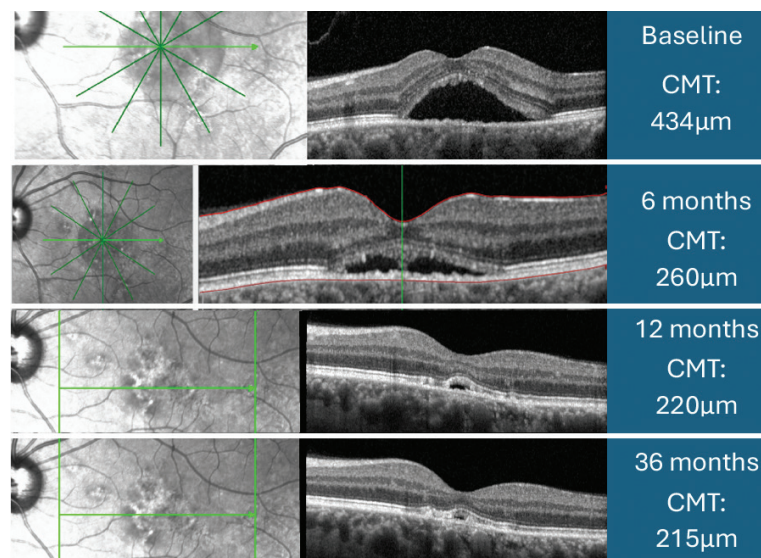 Baseline
CMT:
434µm
6 months
CMT:
260µm
12 months
CMT:
220µm
36 months
CMT:
215µm